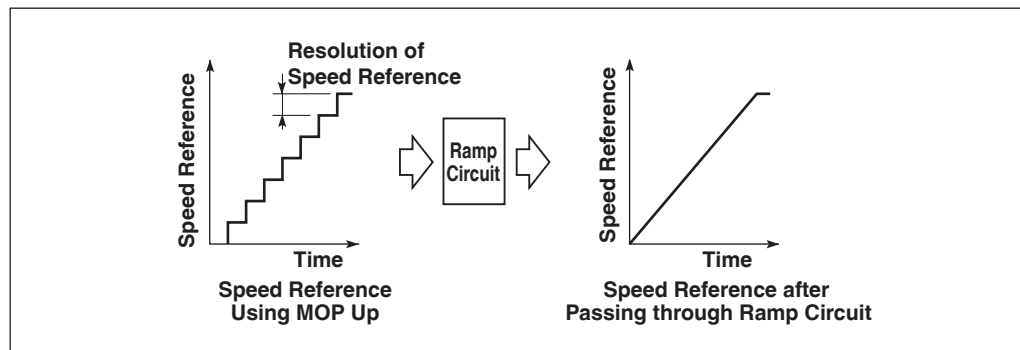 Resolution of
Speed Reference
Speed Reference
Time
Speed Reference
Using MOP Up
Ramp
Circuit
Speed Reference
Time
Speed Reference after
Passing through Ramp Circuit